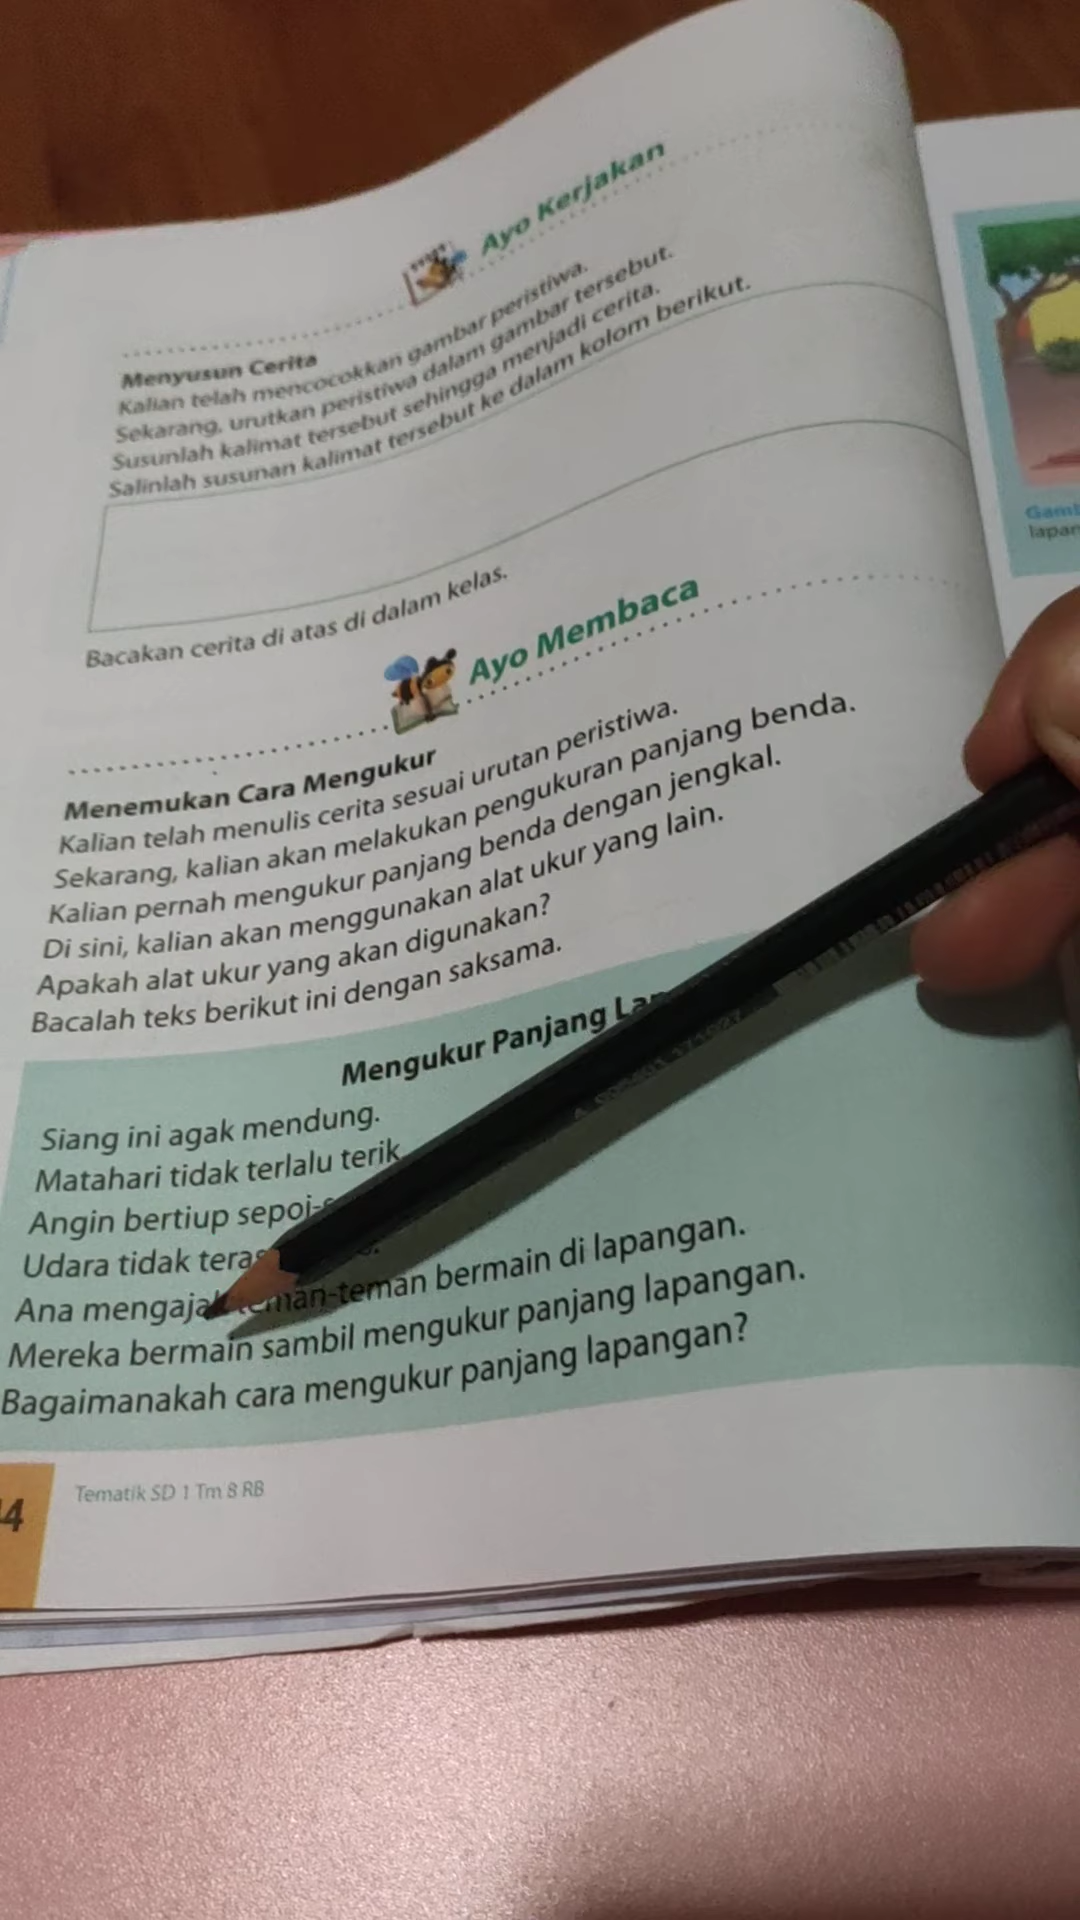 Ayo Kerjakan
Menyusun Cerita
Kalian telah mencocokkan gambar peristiwa.
Sekarang, urutkan peristiwa dalam gambar tersebut.
Susunlah kalimat tersebut sehingga menjadi cerita.
Salinlah susunan kalimat tersebut ke dalam kolom berikut.
Bacakan cerita di atas di dalam kelas.
Ayo Membaca
Menemukan Cara Mengukur
Kalian telah menulis cerita sesuai urutan peristiwa.
Sekarang, kalian akan melakukan pengukuran panjang benda.
Kalian pernah mengukur panjang benda dengan jengkal.
Di sini, kalian akan menggunakan alat ukur yang lain.
Apakah alat ukur yang akan digunakan?
Bacalah teks berikut ini dengan saksama.
Mengukur Panjang
Siang ini agak mendung.
Matahari tidak terlalu terik
Angin bertiup
Udara tidak
Ana mengajak teman-teman bermain di lapangan.
Mereka bermain sambil mengukur panjang lapangan.
Bagaimanakah cara mengukur panjang lapangan?
4
Tematik SD 1 Tm 8 RB